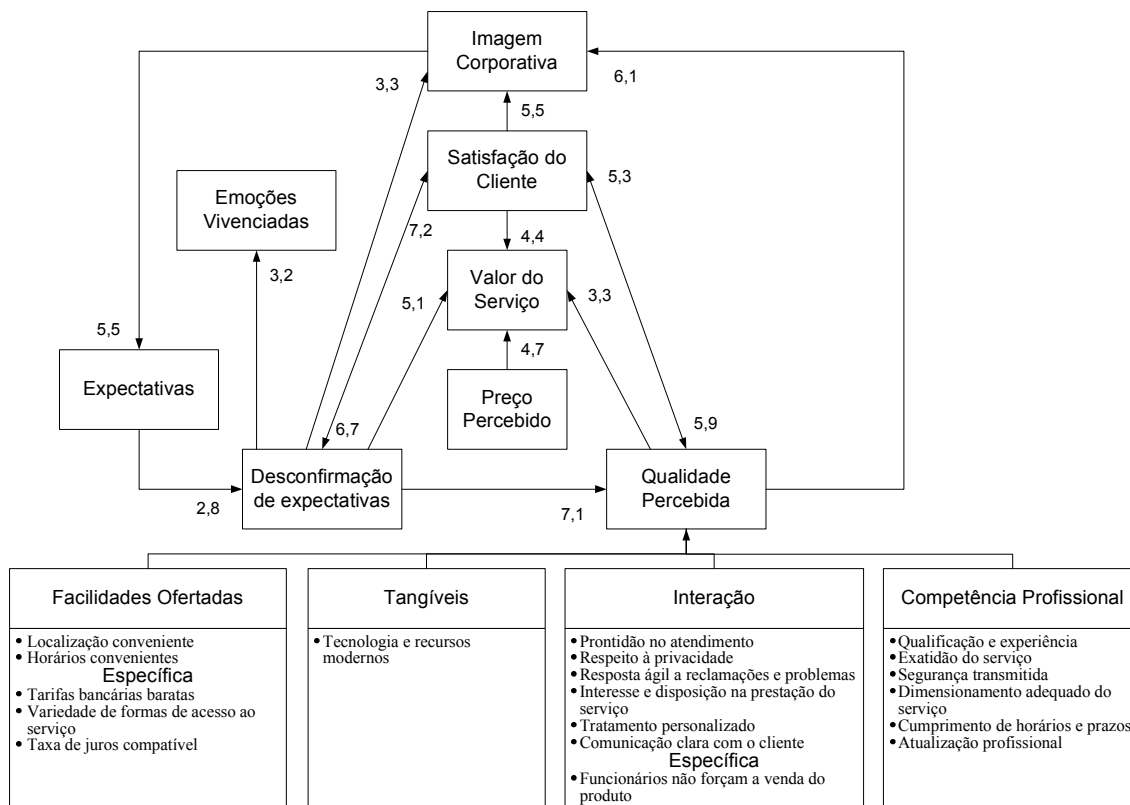 Imagem
Corporativa
3,3
6,1
5,5
Satisfação do
Cliente
5,3
Emoções
Vivenciadas
7,2
4,4
3,2
Valor do
Serviço
5,1
3,3
5,5
4,7
Expectativas
Preço
Percebido
6,7
5,9
Desconfirmação
de expectativas
Qualidade
Percebida
2,8
7,1
Facilidades Ofertadas
• Localização conveniente
• Horários convenientes
Específica
• Tarifas bancárias baratas
• Variedade de formas de acesso ao
serviço
• Taxa de juros compatível
Tangíveis
• Tecnologia e recursos
modernos
Interação
• Prontidão no atendimento
• Respeito à privacidade
• Resposta ágil a reclamações e problemas
• Interesse e disposição na prestação do
serviço
• Tratamento personalizado
• Comunicação clara com o cliente
Específica
• Funcionários não forçam a venda do
produto
Competência Profissional
• Qualificação e experiência
• Exatidão do serviço
• Segurança transmitida
• Dimensionamento adequado do
serviço
• Cumprimento de horários e prazos
• Atualização profissional